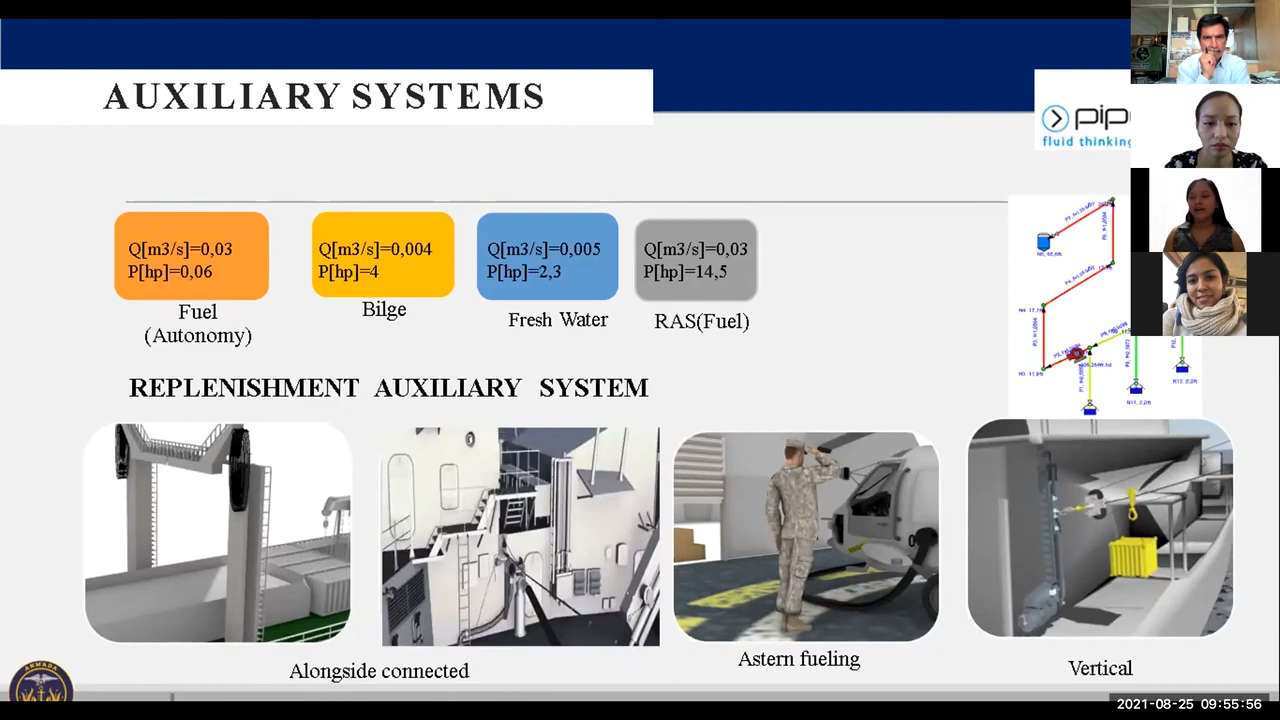 AUXILIARY SYSTEMS
pip
fluid thinking
Q[m3/s]=0,03
P[hp]=0,06
Fuel
(Autonomy)
Q[m3/s]=0,004
P[hp]=4
Bilge
Q[m3/s]=0,005
P[hp]=2,3
Fresh Water
Q[m3/s]=0,03
P[hp]=14,5
RAS(Fuel)
REPLENISHMENT AUXILIARY SYSTEM
Alongside connected
Astern fueling
Vertical
ARMADA
2021-08-25 09:55:56